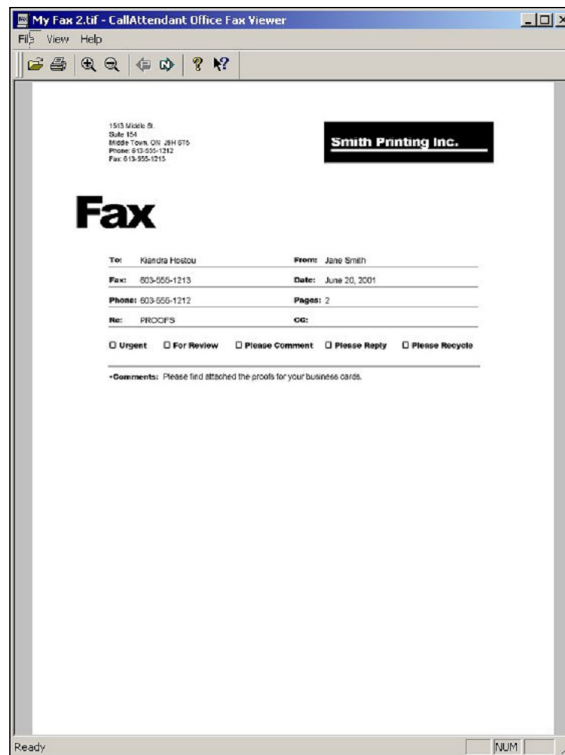 My Fax 2.tif - CallAttendant Office Fax Viewer
File View Help
1513 Middle St.
Suite 154
Middle Town, ON J9H 6T5
Phone: 613-555-1212
Fax: 613-555-1213
Smith Printing Inc.
Fax
To: Kiandra Hostou From: Jane Smith
Fax: 603-555-1213 Date: June 20, 2001
Phone: 603-555-1212 Pages: 2
Re: PROOFS CC:
Urgent For Review Please Comment Please Reply Please Recycle
•Comments: Please find attached the proofs for your business cards.
Ready NUM